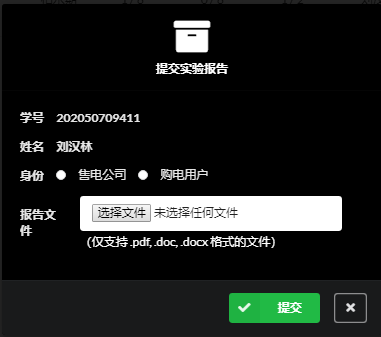 提交实验报告
学号 202050709411
姓名 刘汉林
身份 售电公司 购电用户
报告文件 选择文件 未选择任何文件
(仅支持 .pdf, .doc, .docx 格式的文件)
提交